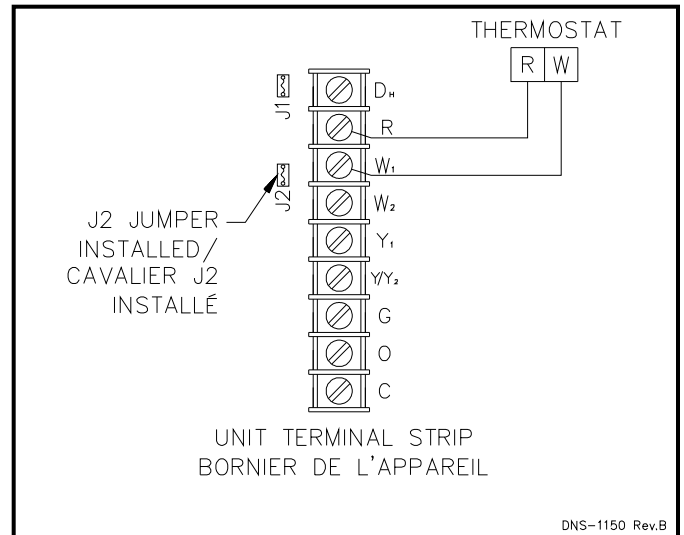 THERMOSTAT
R W
J1
DH
R
W1
J2
W2
Y1
Y/Y2
G
O
C
J2 JUMPER
INSTALLED/
CAVALIER J2
INSTALLÉ
UNIT TERMINAL STRIP
BORNIER DE L'APPAREIL
DNS-1150 Rev.B